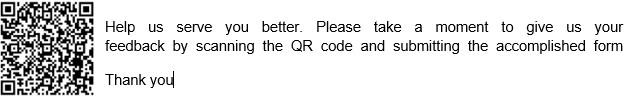 Help us serve you better. Please take a moment to give us your
feedback by scanning the QR code and submitting the accomplished form
Thank you